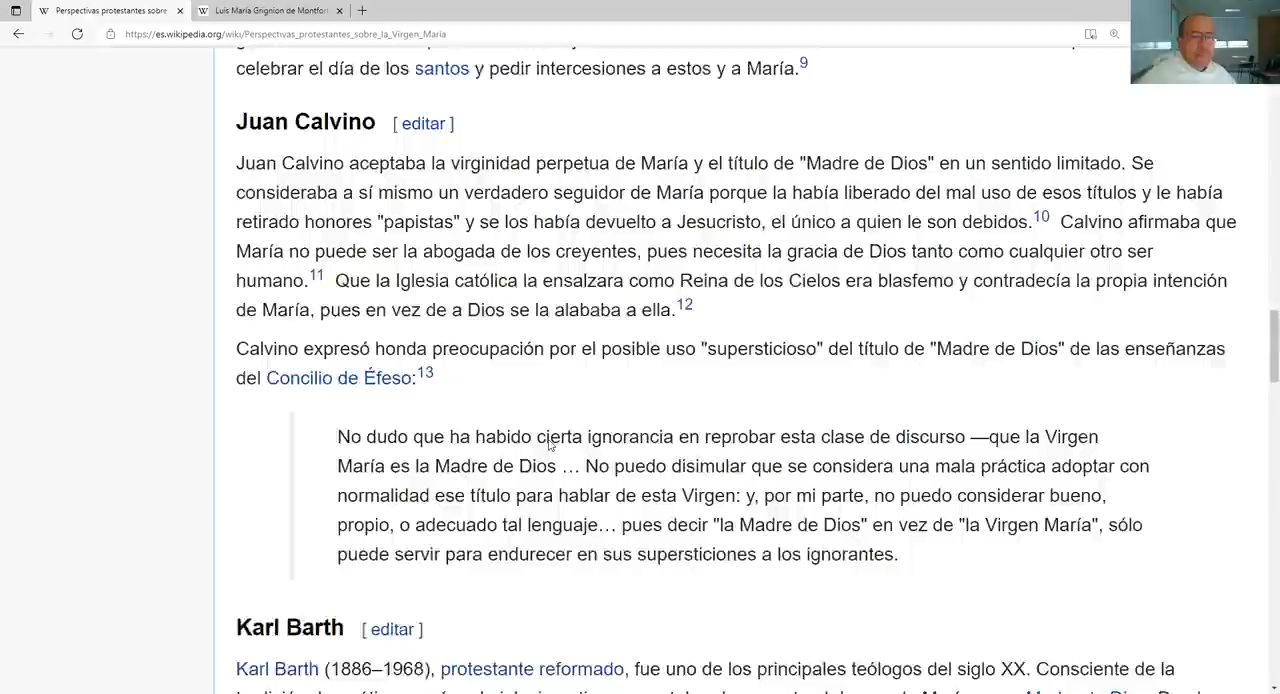 Perspectivas protestantes sobre
Luis María Grignion de Montfor
https://es.wikipedia.org/wiki/Perspectivas_protestantes_sobre_la_Virgen_María
celebrar el día de los santos y pedir intercesiones a estos y a María.9
Juan Calvino [ editar ]
Juan Calvino aceptaba la virginidad perpetua de María y el título de "Madre de Dios" en un sentido limitado. Se
consideraba a sí mismo un verdadero seguidor de María porque la había liberado del mal uso de esos títulos y le había
retirado honores "papistas" y se los había devuelto a Jesucristo, el único a quien le son debidos.10 Calvino afirmaba que
María no puede ser la abogada de los creyentes, pues necesita la gracia de Dios tanto como cualquier otro ser
humano.11 Que la Iglesia católica la ensalzara como Reina de los Cielos era blasfemo y contradecía la propia intención
de María, pues en vez de a Dios se la alababa a ella.12
Calvino expresó honda preocupación por el posible uso "supersticioso" del título de "Madre de Dios" de las enseñanzas
del Concilio de Éfeso:13
No dudo que ha habido cierta ignorancia en reprobar esta clase de discurso —que la Virgen
María es la Madre de Dios … No puedo disimular que se considera una mala práctica adoptar con
normalidad ese título para hablar de esta Virgen: y, por mi parte, no puedo considerar bueno,
propio, o adecuado tal lenguaje… pues decir "la Madre de Dios" en vez de "la Virgen María", sólo
puede servir para endurecer en sus supersticiones a los ignorantes.
Karl Barth [ editar ]
Karl Barth (1886–1968), protestante reformado, fue uno de los principales teólogos del siglo XX. Consciente de la